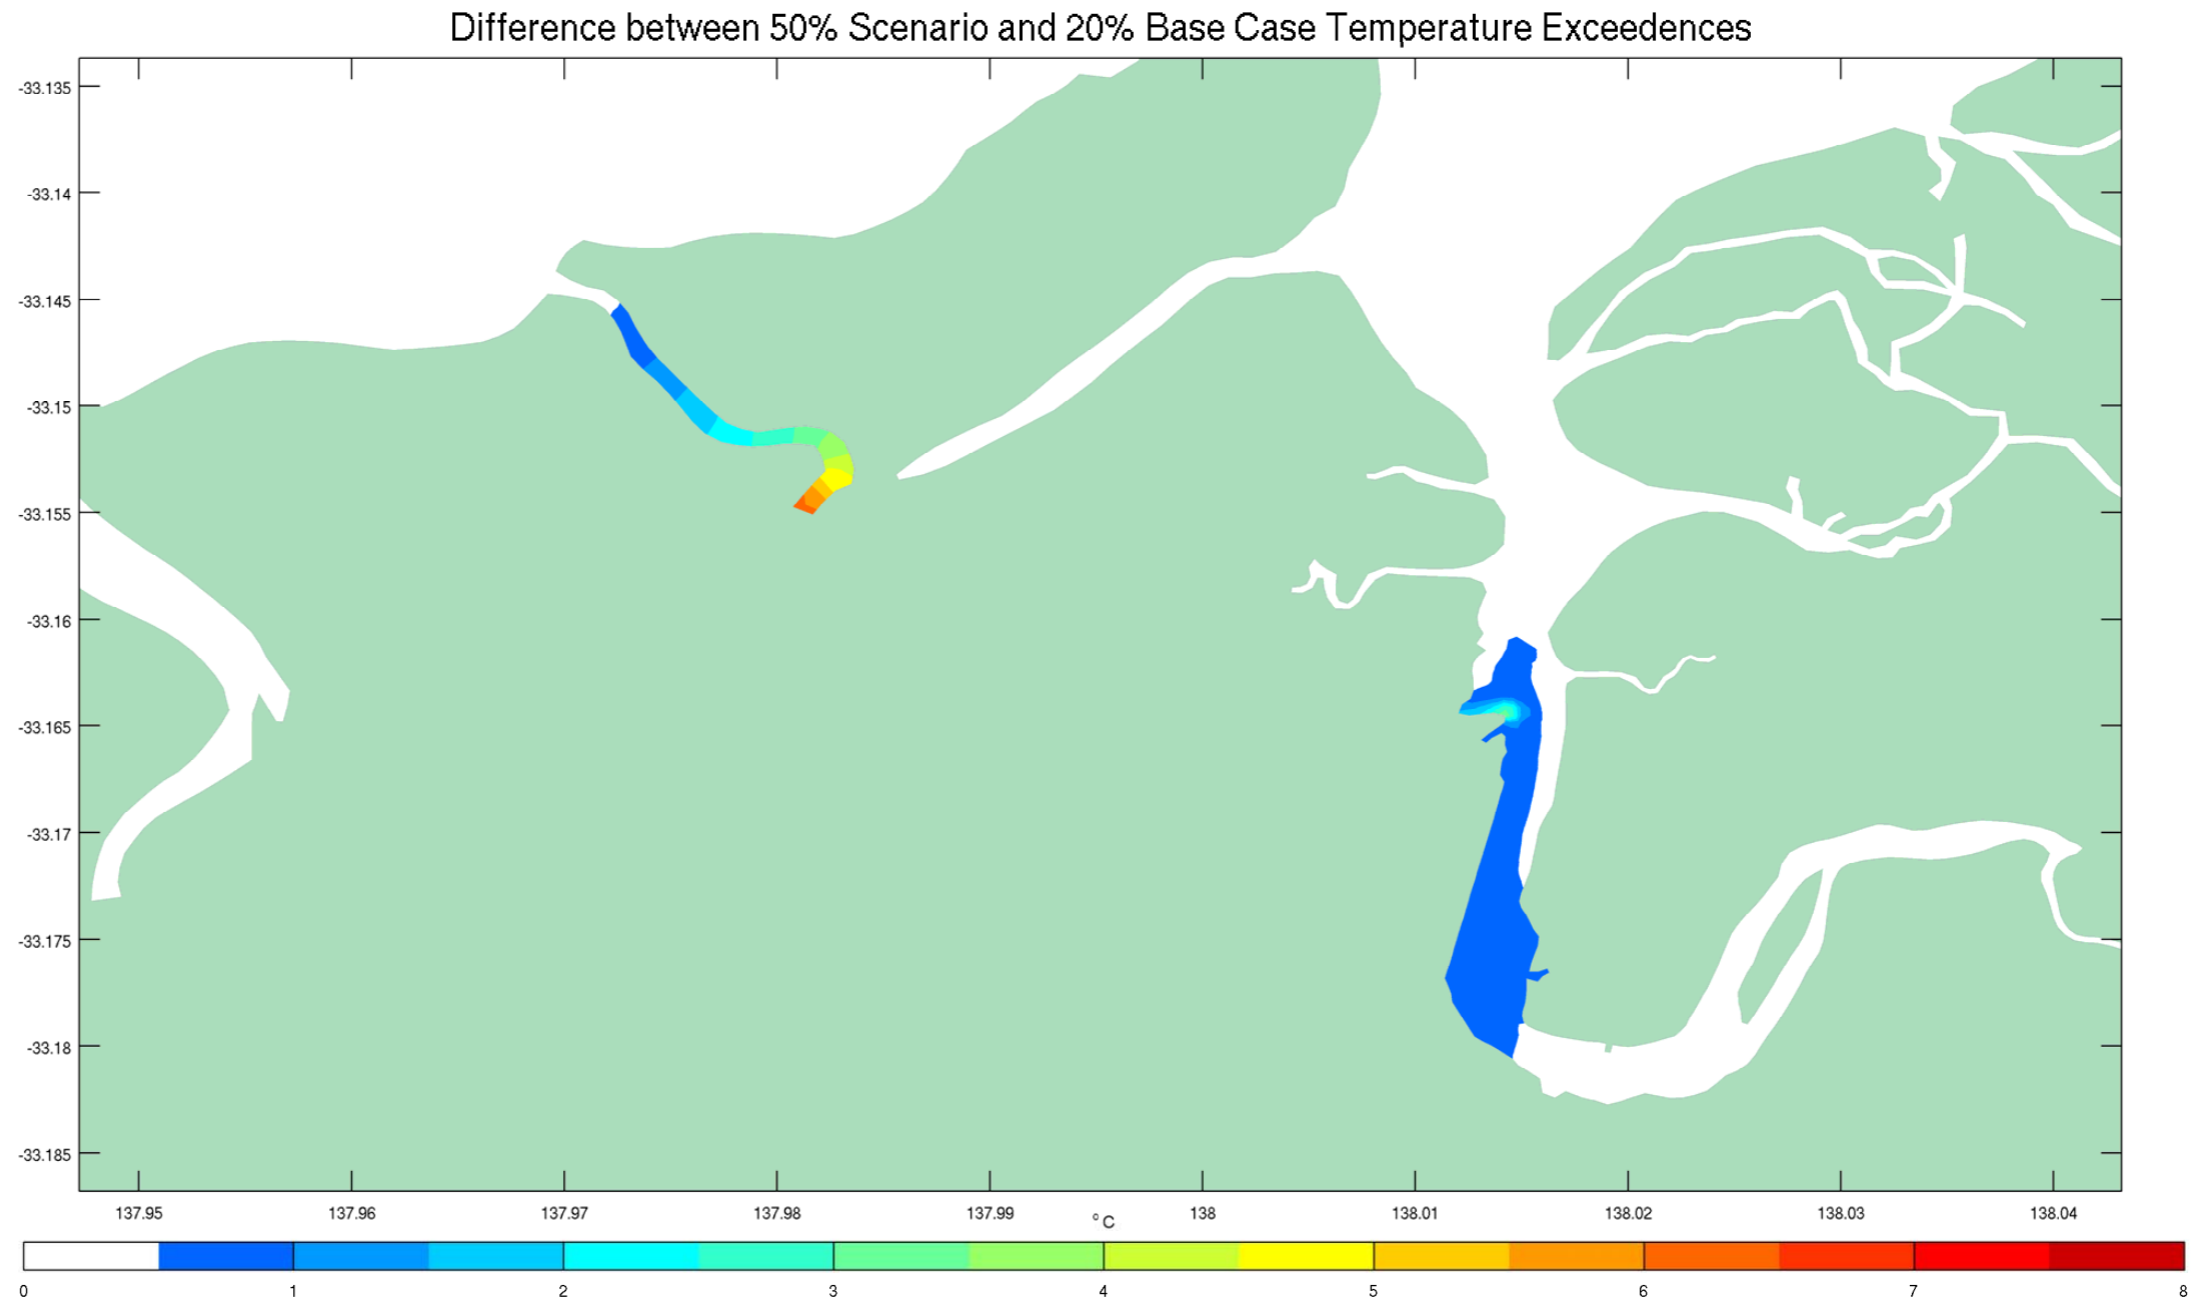 Difference between 50% Scenario and 20% Base Case Temperature Exceedences
-33.135
-33.14
-33.145
-33.15
-33.155
-33.16
-33.165
-33.17
-33.175
-33.18
-33.185
137.95 137.96 137.97 137.98 137.99 138 138.01 138.02 138.03 138.04
°C
0 1 2 3 4 5 6 7 8